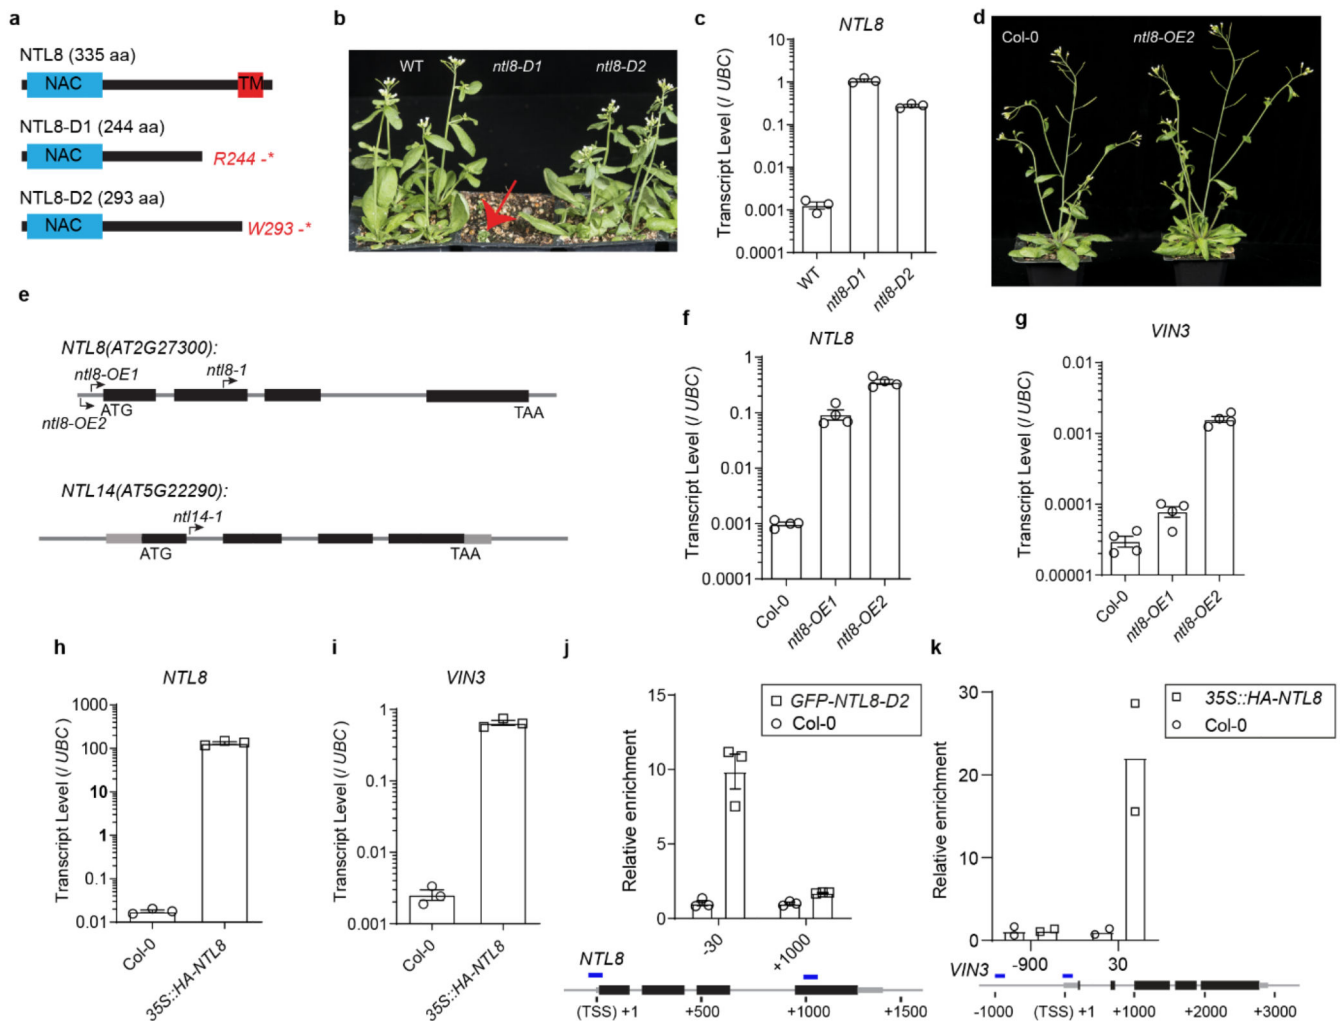 a
NTL8 (335 aa)
NAC
TM
NTL8-D1 (244 aa)
NAC
R244 -*
NTL8-D2 (293 aa)
NAC
W293 -*
b
WT
ntl8-D1
ntl8-D2
c
NTL8
Transcript Level (/ UBC)
10
1
0.1
0.01
0.001
0.0001
WT
ntl8-D1
ntl8-D2
d
Col-0
ntl8-OE2
e
NTL8(AT2G27300):
ntl8-OE1
ntl8-1
ATG
TAA
ntl8-OE2
NTL14(AT5G22290):
ntl14-1
ATG
TAA
f
NTL8
Transcript Level (/ UBC)
1
0.1
0.01
0.001
0.0001
Col-0
ntl8-OE1
ntl8-OE2
g
VIN3
Transcript Level (/ UBC)
0.01
0.001
0.0001
0.00001
Col-0
ntl8-OE1
ntl8-OE2
h
NTL8
Transcript Level (/ UBC)
1000
100
10
1
0.1
0.01
Col-0
35S::HA-NTL8
i
VIN3
Transcript Level (/ UBC)
1
0.1
0.01
0.001
Col-0
35S::HA-NTL8
j
GFP-NTL8-D2
Col-0
Relative enrichment
15
10
5
0
-30
+1000
NTL8
(TSS) +1
+500
+1000
+1500
k
35S::HA-NTL8
Col-0
Relative enrichment
30
20
10
0
-900
30
VIN3
-1000
(TSS) +1
+1000
+2000
+3000